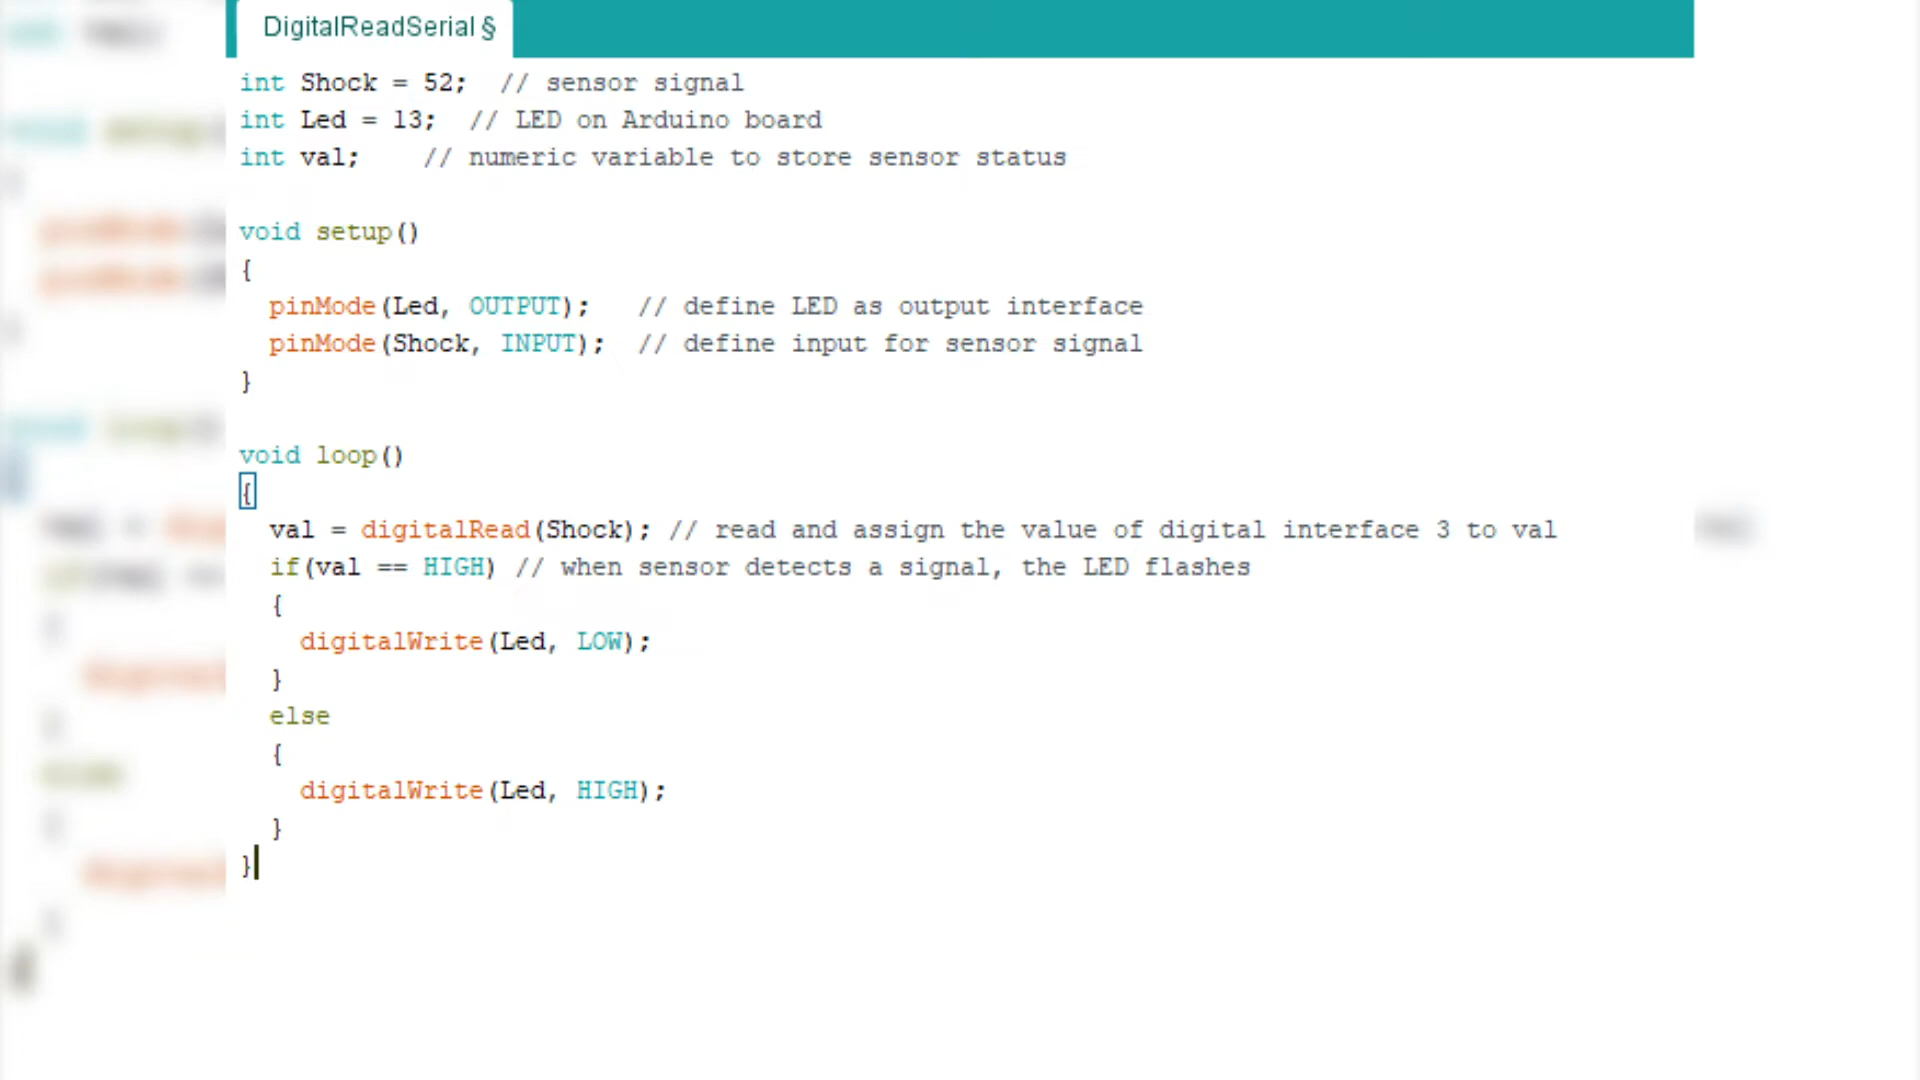 DigitalReadSerial §
int Shock = 52;  // sensor signal
int Led = 13;  // LED on Arduino board
int val;    // numeric variable to store sensor status
void setup()
{
  pinMode(Led, OUTPUT);   // define LED as output interface
  pinMode(Shock, INPUT);  // define input for sensor signal
}
void loop()
{
  val = digitalRead(Shock); // read and assign the value of digital interface 3 to val
  if(val == HIGH) // when sensor detects a signal, the LED flashes
  {
    digitalWrite(Led, LOW);
  }
  else
  {
    digitalWrite(Led, HIGH);
  }
}